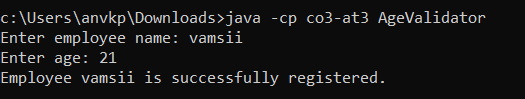 c:\Users\anvkp\Downloads>java -cp co3-at3 AgeValidator
Enter employee name: vamsii
Enter age: 21
Employee vamsii is successfully registered.